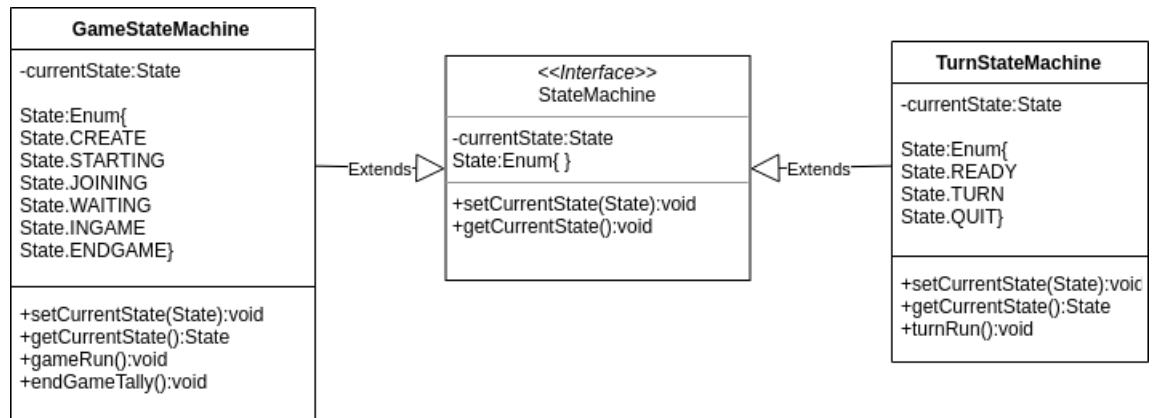 GameStateMachine
-currentState:State
State:Enum{
State.CREATE
State.STARTING
State.JOINING
State.WAITING
State.INGAME
State.ENDGAME}
+setCurrentState(State):void
+getCurrentState():State
+gameRun():void
+endGameTally():void
Extends
<<Interface>>
StateMachine
-currentState:State
State:Enum{ }
+setCurrentState(State):void
+getCurrentState():void
Extends
TurnStateMachine
-currentState:State
State:Enum{
State.READY
State.TURN
State.QUIT}
+setCurrentState(State):void
+getCurrentState():State
+turnRun():void